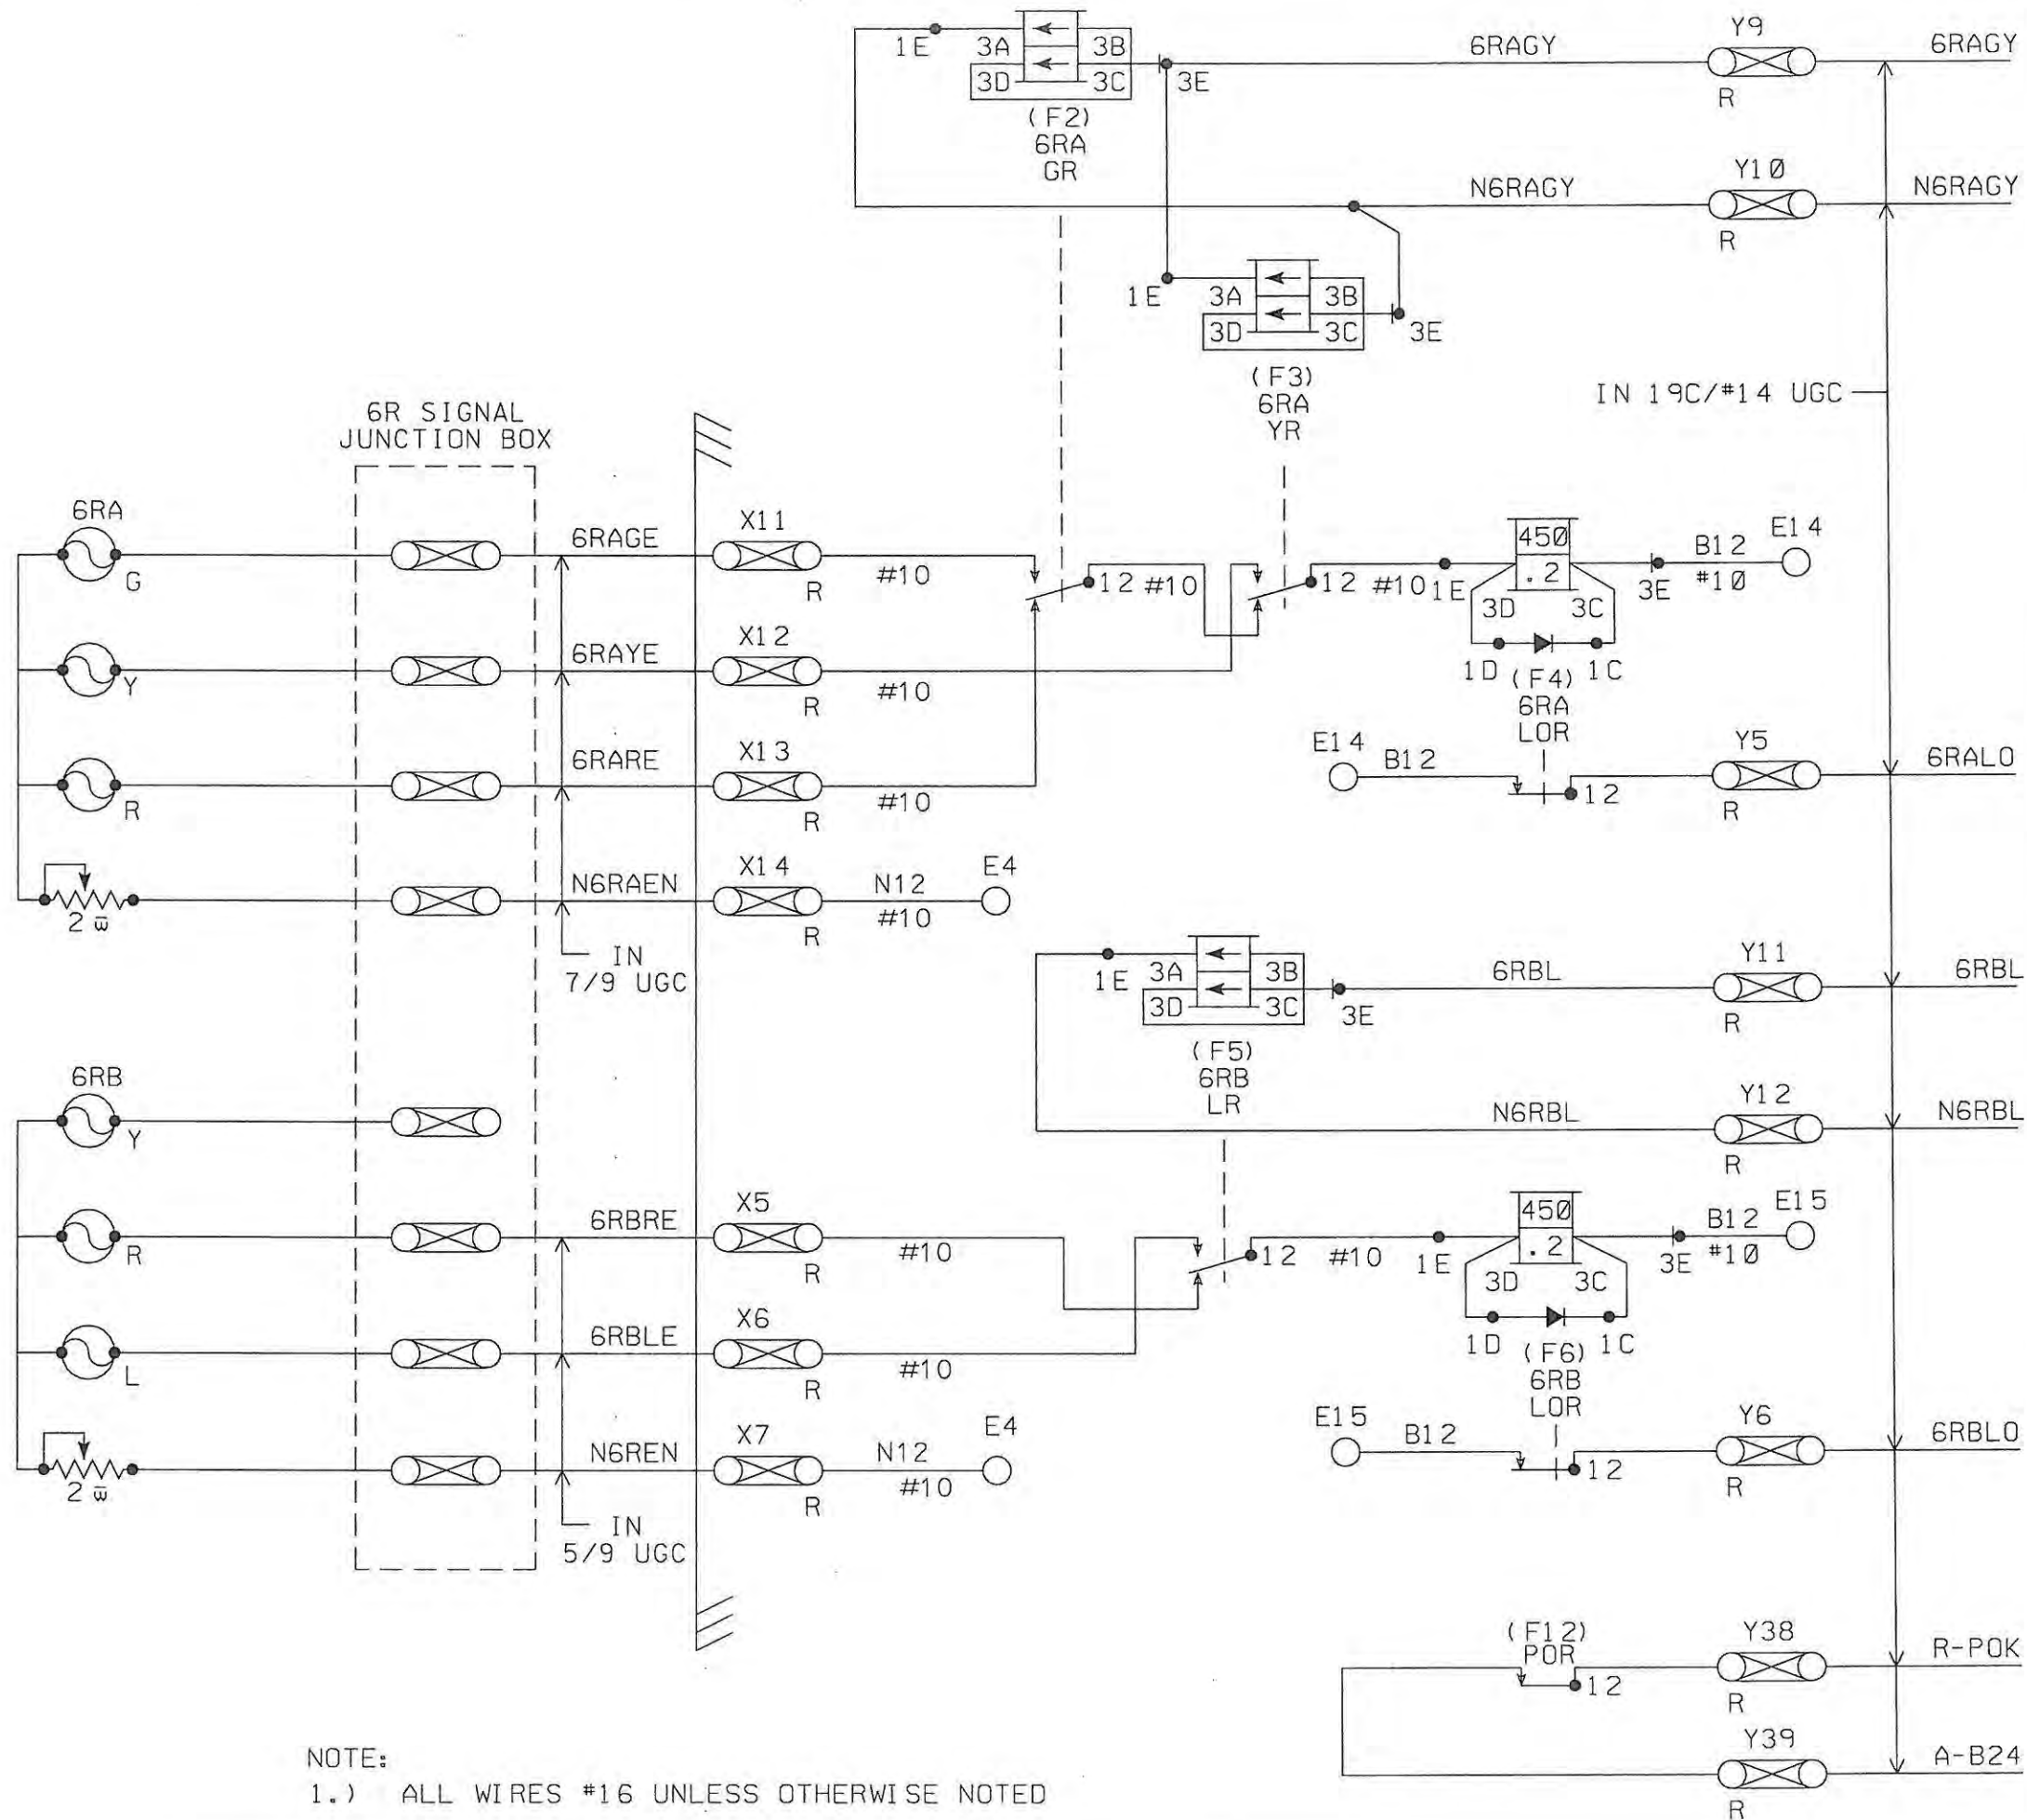 1E
3A
3B
3D
3C
3E
(F2)
6RA
GR
6RAGY
Y9
R
6RAGY
N6RAGY
Y10
R
N6RAGY
1E
3A
3B
3D
3C
3E
(F3)
6RA
YR
IN 19C/#14 UGC
6R SIGNAL
JUNCTION BOX
6RA
G
6RAGE
X11
R
#10
12 #10
12 #10
1E
450
.2
3D
3C
3E
B12
#10
E14
1D
1C
(F4)
6RA
LOR
Y
6RAYE
X12
R
#10
R
6RARE
X13
R
#10
E14
B12
12
Y5
R
6RALO
2 ω̅
N6RAEN
X14
R
N12
#10
E4
IN
7/9 UGC
1E
3A
3B
3D
3C
3E
(F5)
6RB
LR
6RBL
Y11
R
6RBL
N6RBL
Y12
R
N6RBL
6RB
Y
R
6RBRE
X5
R
#10
12
#10
1E
450
.2
3D
3C
3E
B12
#10
E15
1D
1C
(F6)
6RB
LOR
L
6RBLE
X6
R
#10
E15
B12
12
Y6
R
6RBLO
2 ω̅
N6REN
X7
R
N12
#10
E4
IN
5/9 UGC
(F12)
POR
12
Y38
R
R-POK
Y39
R
A-B24
NOTE:
1.) ALL WIRES #16 UNLESS OTHERWISE NOTED